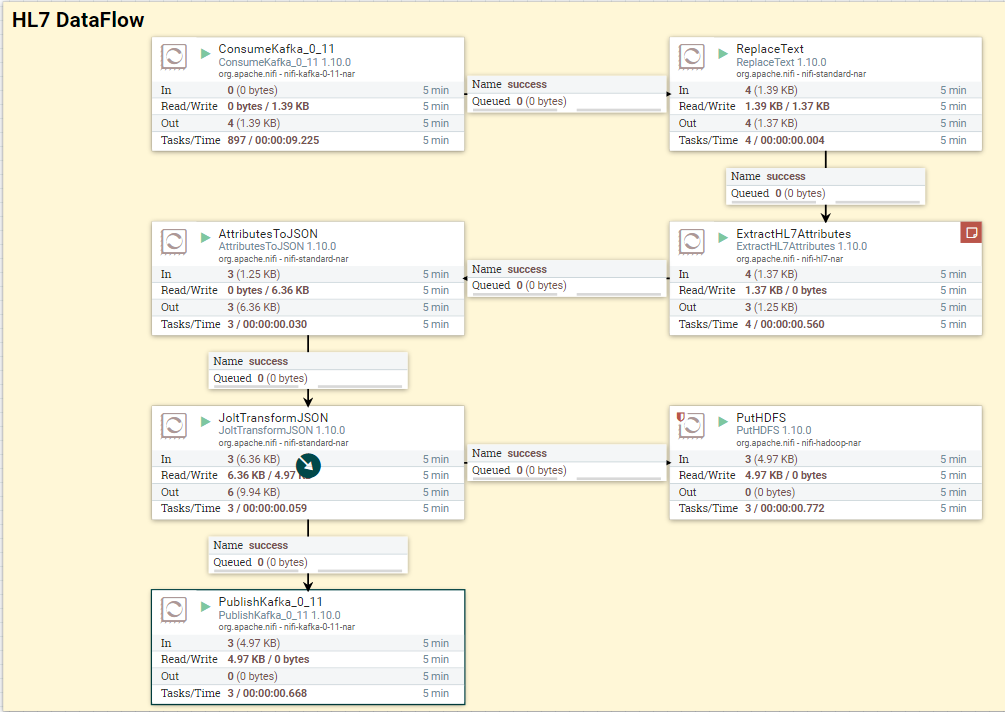 HL7 DataFlow
ConsumeKafka_0_11
ConsumeKafka_0_11 1.10.0
org.apache.nifi - nifi-kafka-0-11-nar
In 0 (0 bytes) 5 min
Read/Write 0 bytes / 1.39 KB 5 min
Out 4 (1.39 KB) 5 min
Tasks/Time 897 / 00:00:09.225 5 min
Name success
Queued 0 (0 bytes)
ReplaceText
ReplaceText 1.10.0
org.apache.nifi - nifi-standard-nar
In 4 (1.39 KB) 5 min
Read/Write 1.39 KB / 1.37 KB 5 min
Out 4 (1.37 KB) 5 min
Tasks/Time 4 / 00:00:00.004 5 min
Name success
Queued 0 (0 bytes)
ExtractHL7Attributes
ExtractHL7Attributes 1.10.0
org.apache.nifi - nifi-hl7-nar
In 4 (1.37 KB) 5 min
Read/Write 1.37 KB / 0 bytes 5 min
Out 3 (1.25 KB) 5 min
Tasks/Time 4 / 00:00:00.560 5 min
Name success
Queued 0 (0 bytes)
AttributesToJSON
AttributesToJSON 1.10.0
org.apache.nifi - nifi-standard-nar
In 3 (1.25 KB) 5 min
Read/Write 0 bytes / 6.36 KB 5 min
Out 3 (6.36 KB) 5 min
Tasks/Time 3 / 00:00:00.030 5 min
Name success
Queued 0 (0 bytes)
JoltTransformJSON
JoltTransformJSON 1.10.0
org.apache.nifi - nifi-standard-nar
In 3 (6.36 KB) 5 min
Read/Write 6.36 KB / 4.97 5 min
Out 6 (9.94 KB) 5 min
Tasks/Time 3 / 00:00:00.059 5 min
Name success
Queued 0 (0 bytes)
PutHDFS
PutHDFS 1.10.0
org.apache.nifi - nifi-hadoop-nar
In 3 (4.97 KB) 5 min
Read/Write 4.97 KB / 0 bytes 5 min
Out 0 (0 bytes) 5 min
Tasks/Time 3 / 00:00:00.772 5 min
Name success
Queued 0 (0 bytes)
PublishKafka_0_11
PublishKafka_0_11 1.10.0
org.apache.nifi - nifi-kafka-0-11-nar
In 3 (4.97 KB) 5 min
Read/Write 4.97 KB / 0 bytes 5 min
Out 0 (0 bytes) 5 min
Tasks/Time 3 / 00:00:00.668 5 min